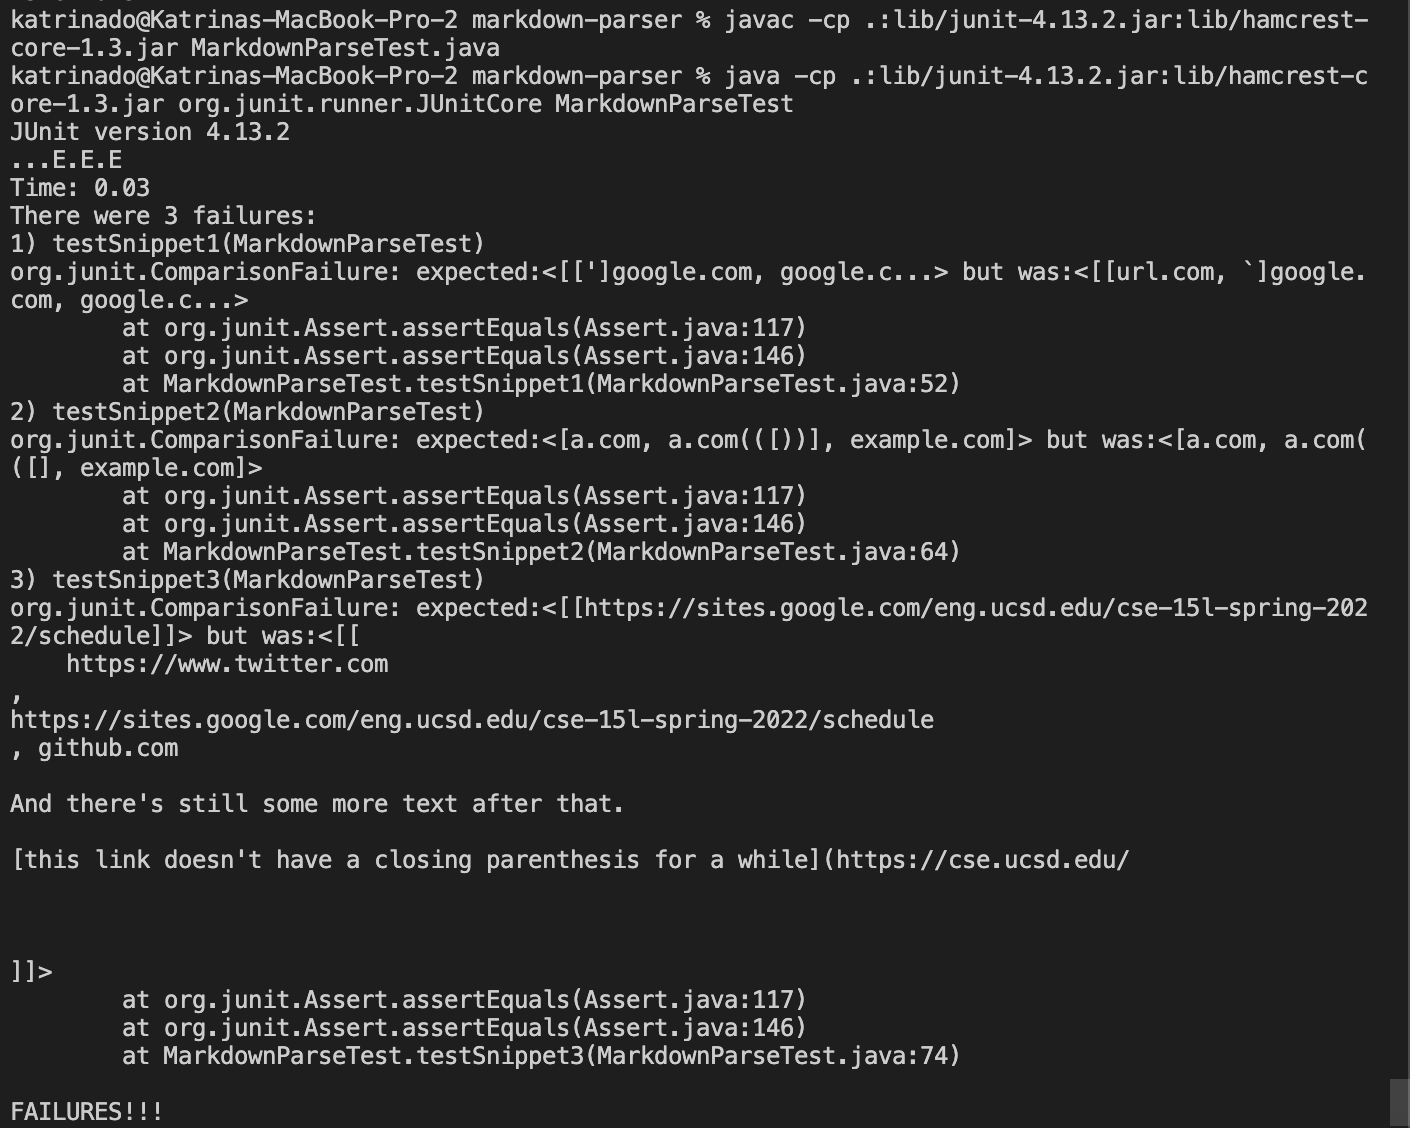 katrinado@Katrinas-MacBook-Pro-2 markdown-parser % javac -cp .:lib/junit-4.13.2.jar:lib/hamcrest-
core-1.3.jar MarkdownParseTest.java
katrinado@Katrinas-MacBook-Pro-2 markdown-parser % java -cp .:lib/junit-4.13.2.jar:lib/hamcrest-c
ore-1.3.jar org.junit.runner.JUnitCore MarkdownParseTest
JUnit version 4.13.2
...E.E.E
Time: 0.03
There were 3 failures:
1) testSnippet1(MarkdownParseTest)
org.junit.ComparisonFailure: expected:<[[']google.com, google.c...> but was:<[[url.com, `]google.
com, google.c...>
        at org.junit.Assert.assertEquals(Assert.java:117)
        at org.junit.Assert.assertEquals(Assert.java:146)
        at MarkdownParseTest.testSnippet1(MarkdownParseTest.java:52)
2) testSnippet2(MarkdownParseTest)
org.junit.ComparisonFailure: expected:<[a.com, a.com(([))], example.com]> but was:<[a.com, a.com(
([], example.com]>
        at org.junit.Assert.assertEquals(Assert.java:117)
        at org.junit.Assert.assertEquals(Assert.java:146)
        at MarkdownParseTest.testSnippet2(MarkdownParseTest.java:64)
3) testSnippet3(MarkdownParseTest)
org.junit.ComparisonFailure: expected:<[[https://sites.google.com/eng.ucsd.edu/cse-15l-spring-202
2/schedule]]> but was:<[[
    https://www.twitter.com
,
https://sites.google.com/eng.ucsd.edu/cse-15l-spring-2022/schedule
, github.com

And there's still some more text after that.

[this link doesn't have a closing parenthesis for a while](https://cse.ucsd.edu/



]]>
        at org.junit.Assert.assertEquals(Assert.java:117)
        at org.junit.Assert.assertEquals(Assert.java:146)
        at MarkdownParseTest.testSnippet3(MarkdownParseTest.java:74)

FAILURES!!!